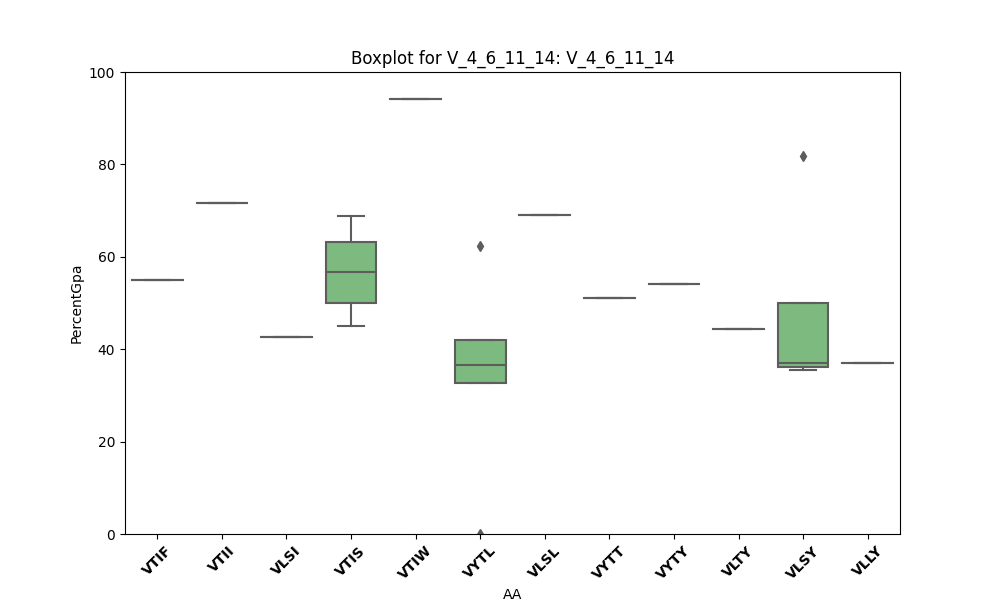 Boxplot for V_4_6_11_14: V_4_6_11_14
100
80
60
40
20
0
PercentGpa
VTIF
VTII
VLSI
VTIS
VTIW
VYTL
VLSL
VYTT
VYTY
VLTY
VLSY
VLLY
AA